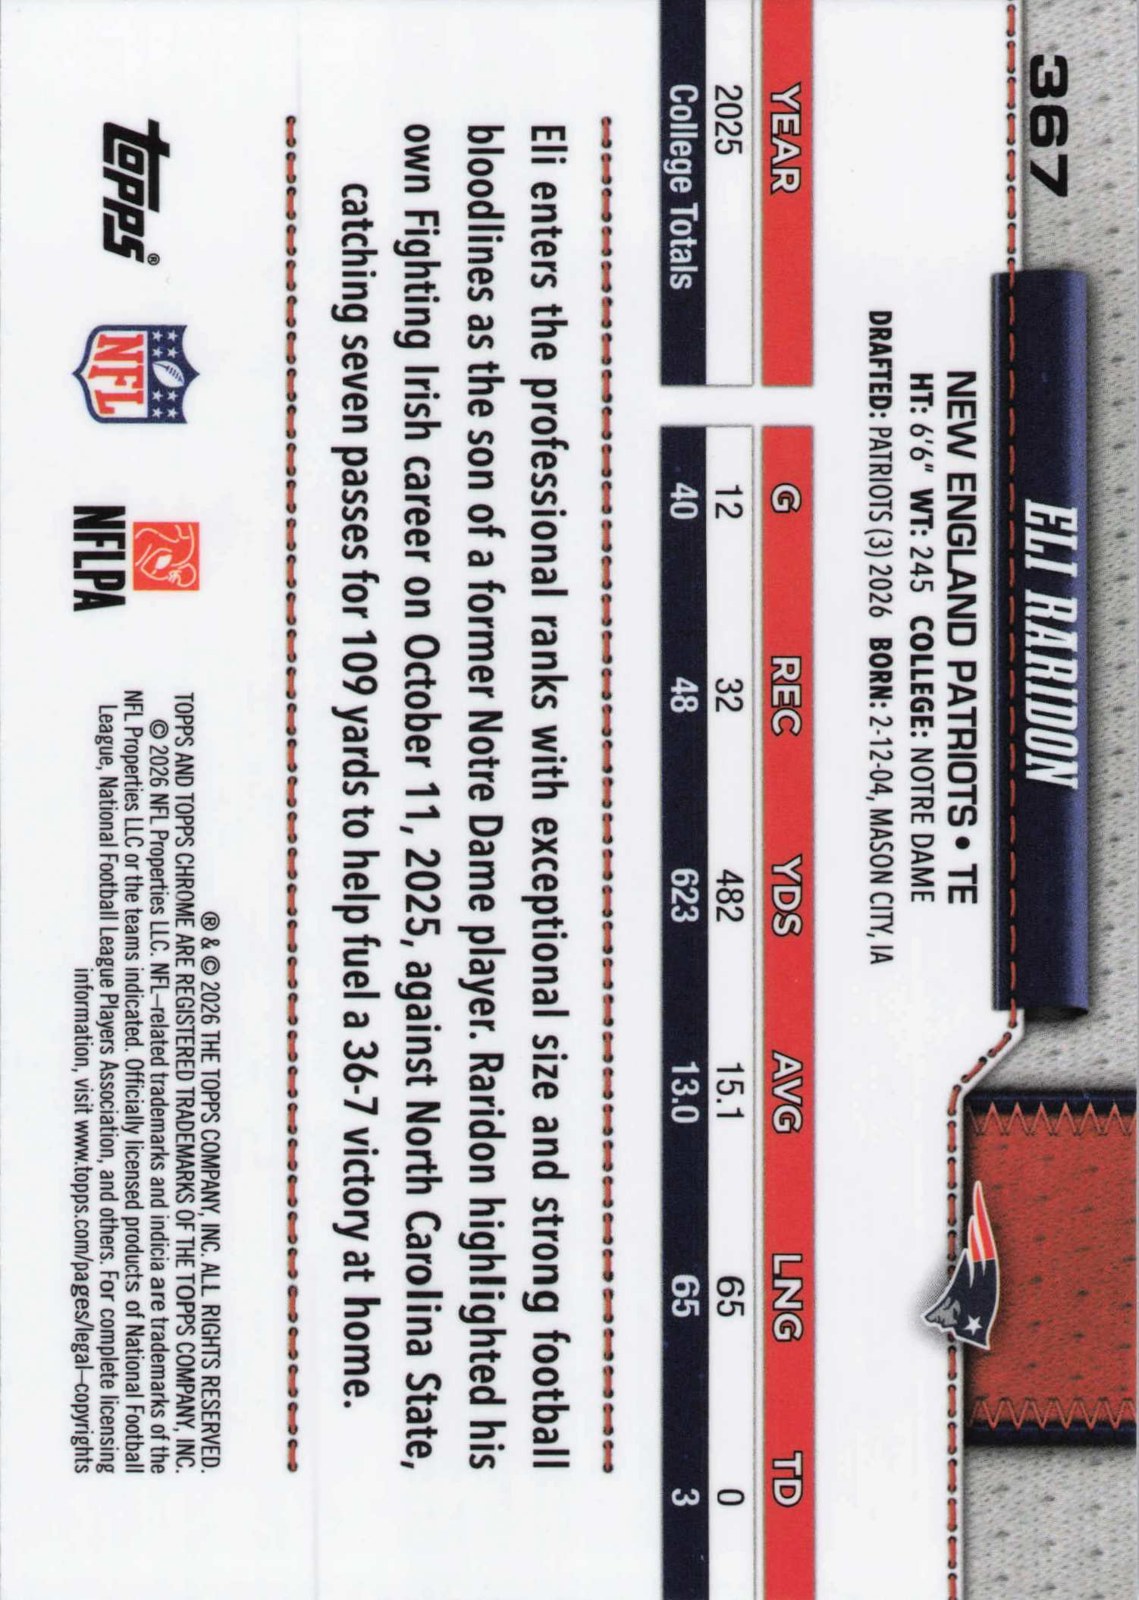 367
ELI RARIDON
NEW ENGLAND PATRIOTS • TE
HT: 6'6" WT: 245 COLLEGE: NOTRE DAME
DRAFTED: PATRIOTS (3) 2026 BORN: 2-12-04, MASON CITY, IA
YEAR G REC YDS AVG LNG TD
2025 12 32 482 15.1 65 0
College Totals 40 48 623 13.0 65 3
Eli enters the professional ranks with exceptional size and strong football
bloodlines as the son of a former Notre Dame player. Raridon highlighted his
own Fighting Irish career on October 11, 2025, against North Carolina State,
catching seven passes for 109 yards to help fuel a 36-7 victory at home.
topps®
NFL
NFLPA
® & © 2026 THE TOPPS COMPANY, INC. ALL RIGHTS RESERVED.
TOPPS AND TOPPS CHROME ARE REGISTERED TRADEMARKS OF THE TOPPS COMPANY, INC.
© 2026 NFL Properties LLC. NFL-related trademarks and indicia are trademarks of the
NFL Properties LLC or the teams indicated. Officially licensed products of National Football
League, National Football League Players Association, and others. For complete licensing
information, visit www.topps.com/pages/legal-copyrights